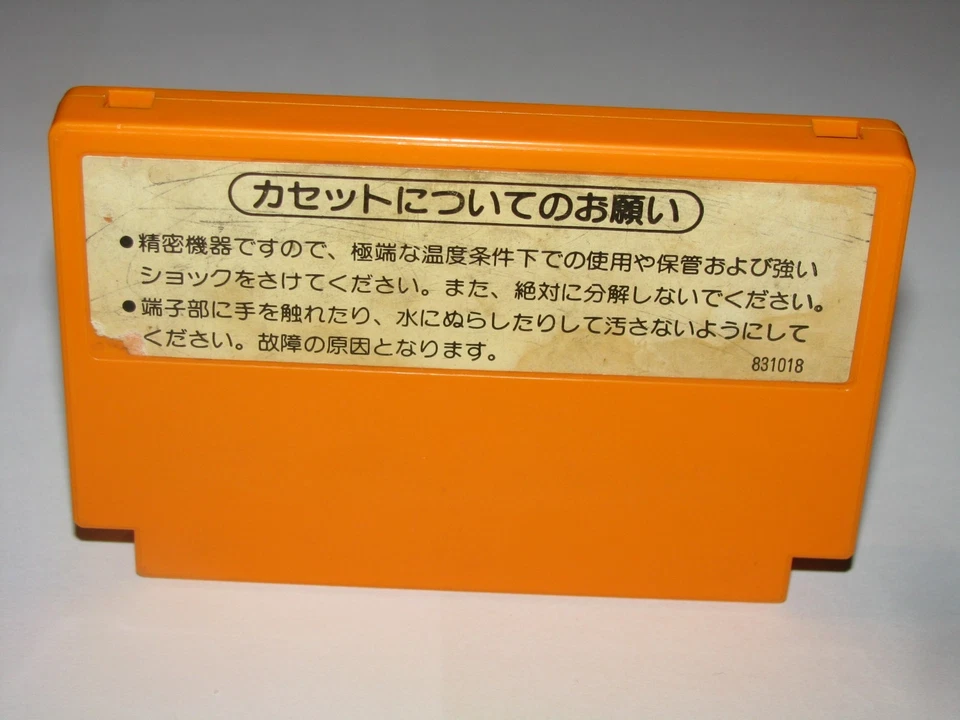 カセットについてのお願い
●精密機器ですので、極端な温度条件下での使用や保管および強い
ショックをさけてください。また、絶対に分解しないでください。
●端子部に手を触れたり、水にぬらしたりして汚さないようにして
ください。故障の原因となります。
831018